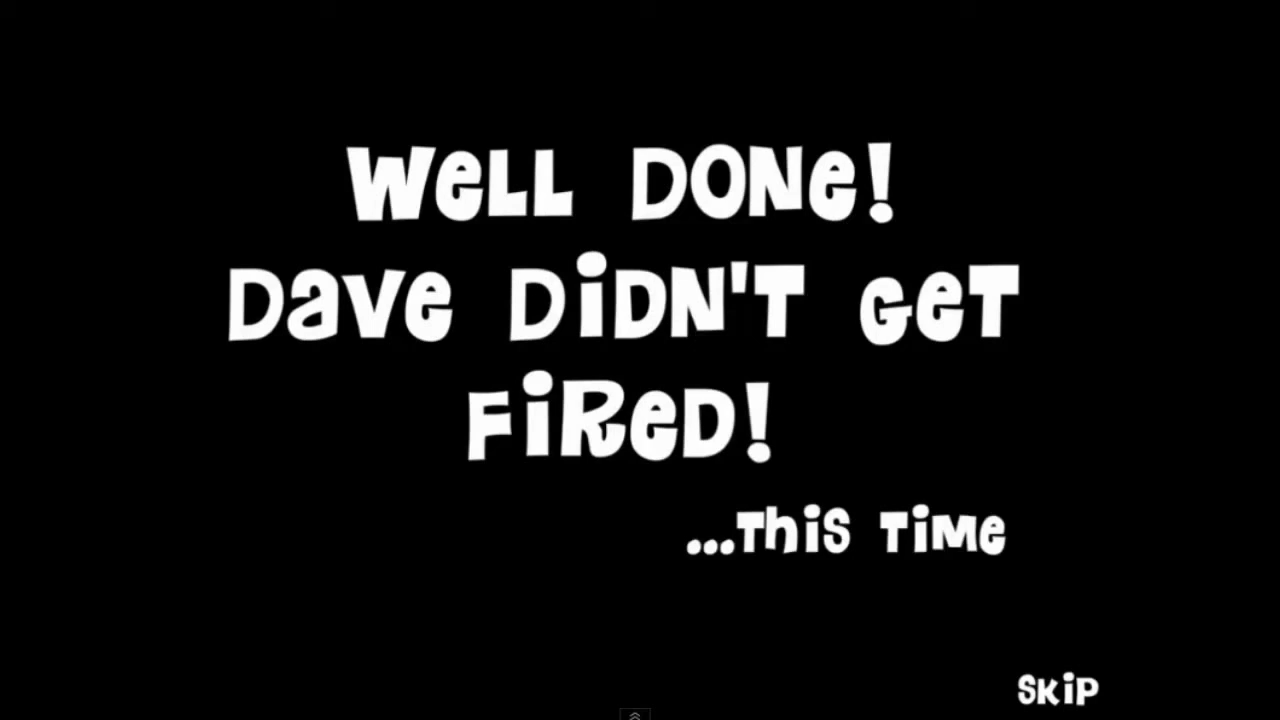 WeLL DONe!
Dave DiDN'T GeT
FiReD!
...This Time
SKiP